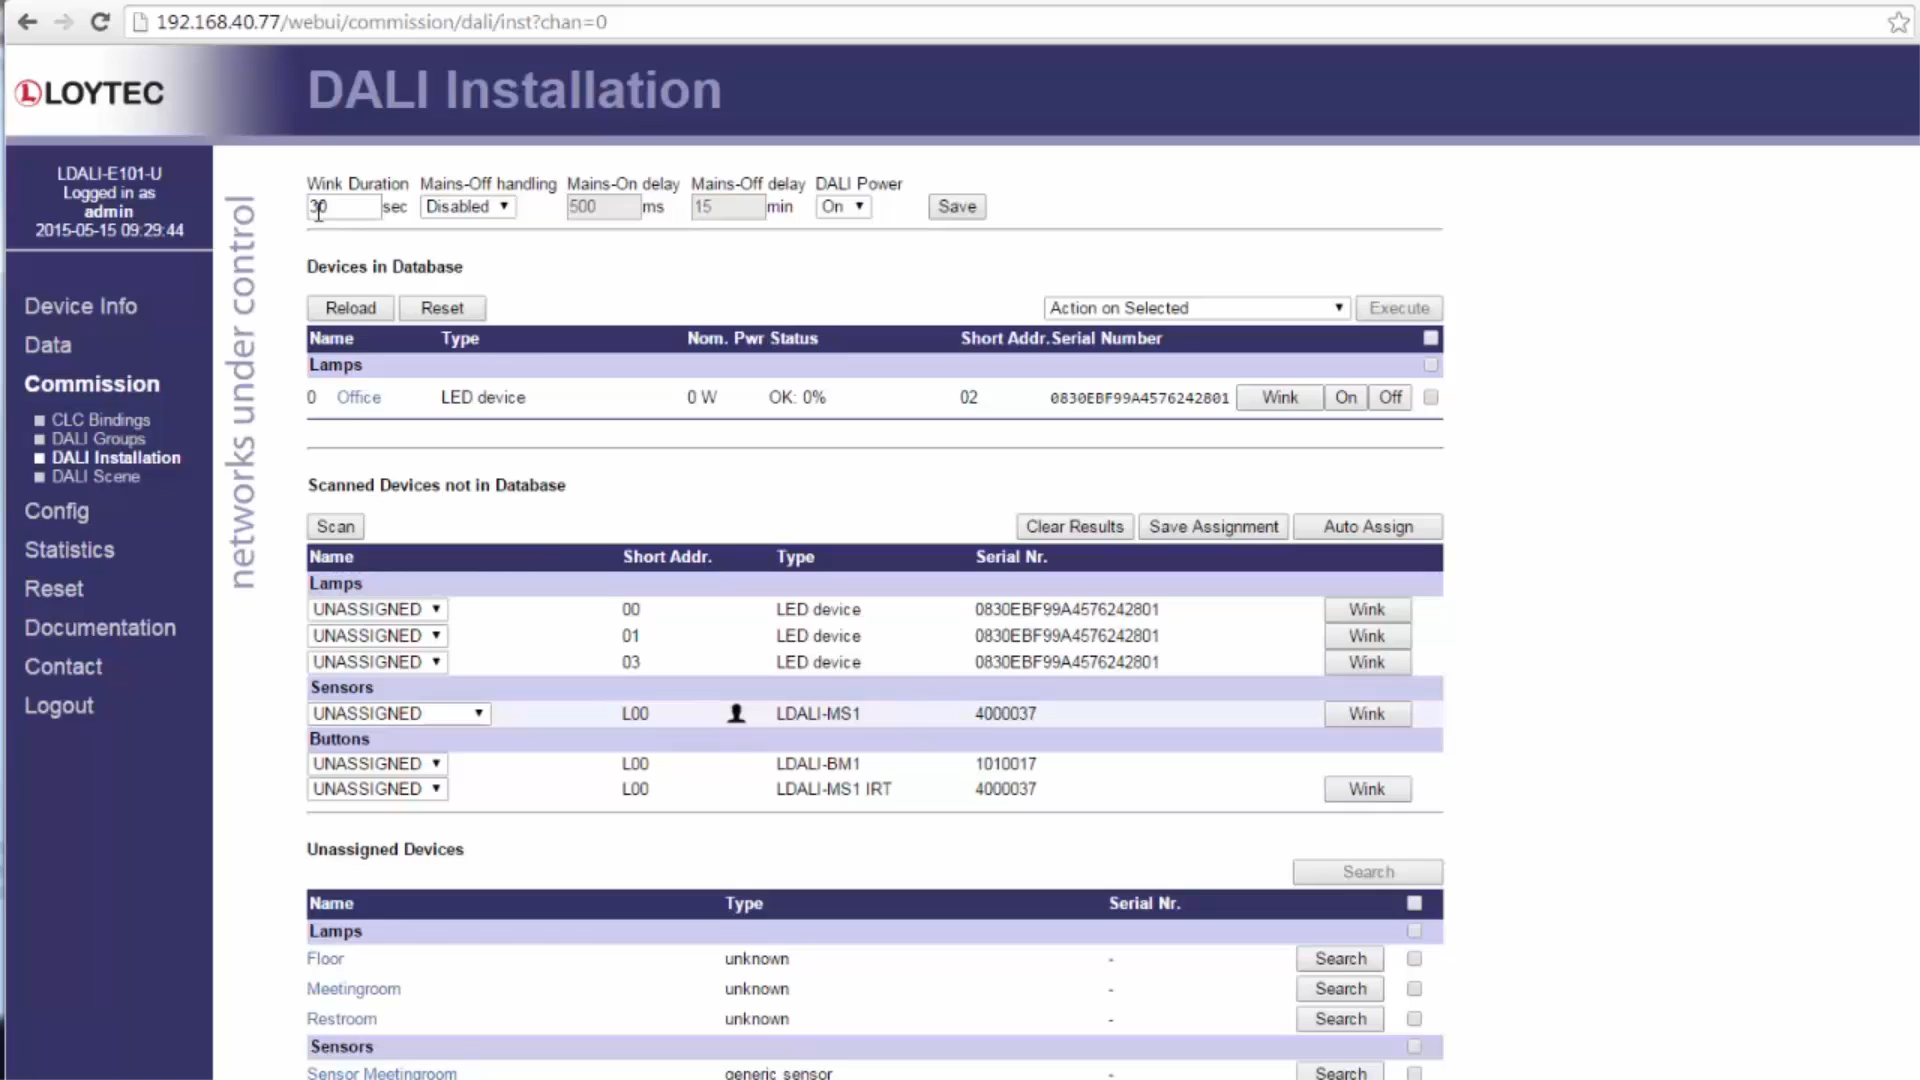 192.168.40.77/webui/commission/dali/inst?chan=0
LOYTEC
DALI Installation
LDALI-E101-U
Logged in as
admin
2015-05-15 09:29:44
Device Info
Data
Commission
CLC Bindings
DALI Groups
DALI Installation
DALI Scene
Config
Statistics
Reset
Documentation
Contact
Logout
networks under control
Wink Duration Mains-Off handling Mains-On delay Mains-Off delay DALI Power
30 sec Disabled 500 ms 15 min On Save
Devices in Database
Reload Reset Action on Selected Execute
Name Type Nom. Pwr Status Short Addr. Serial Number
Lamps
0 Office LED device 0 W OK: 0% 02 0830EBF99A4576242801 Wink On Off
Scanned Devices not in Database
Scan Clear Results Save Assignment Auto Assign
Name Short Addr. Type Serial Nr.
Lamps
UNASSIGNED 00 LED device 0830EBF99A4576242801 Wink
UNASSIGNED 01 LED device 0830EBF99A4576242801 Wink
UNASSIGNED 03 LED device 0830EBF99A4576242801 Wink
Sensors
UNASSIGNED L00 LDALI-MS1 4000037 Wink
Buttons
UNASSIGNED L00 LDALI-BM1 1010017
UNASSIGNED L00 LDALI-MS1 IRT 4000037 Wink
Unassigned Devices
Search
Name Type Serial Nr.
Lamps
Floor unknown - Search
Meetingroom unknown - Search
Restroom unknown - Search
Sensors
Sensor Meetingroom generic sensor - Search